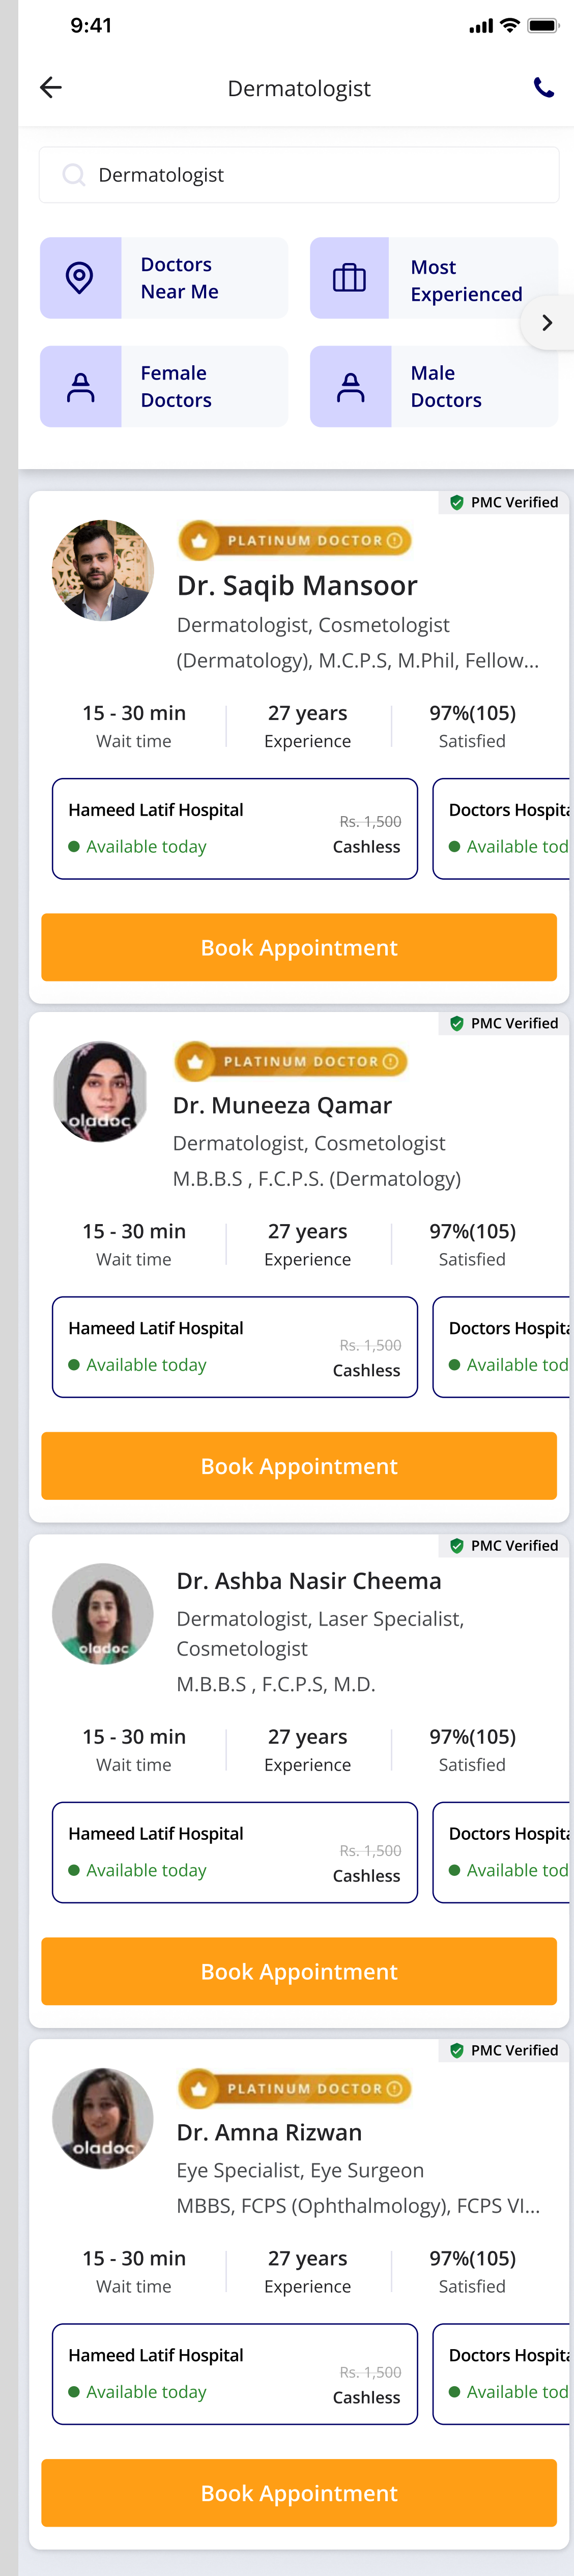 9:41
Dermatologist
Dermatologist
Doctors
Near Me
Most
Experienced
Female
Doctors
Male
Doctors
PMC Verified
PLATINUM DOCTOR
Dr. Saqib Mansoor
Dermatologist, Cosmetologist
(Dermatology), M.C.P.S, M.Phil, Fellow...
15 - 30 min
Wait time
27 years
Experience
97%(105)
Satisfied
Hameed Latif Hospital
Available today
Rs. 1,500
Cashless
Doctors Hospita
Available tod
Book Appointment
PMC Verified
oladoc
PLATINUM DOCTOR
Dr. Muneeza Qamar
Dermatologist, Cosmetologist
M.B.B.S , F.C.P.S. (Dermatology)
15 - 30 min
Wait time
27 years
Experience
97%(105)
Satisfied
Hameed Latif Hospital
Available today
Rs. 1,500
Cashless
Doctors Hospita
Available tod
Book Appointment
PMC Verified
oladoc
Dr. Ashba Nasir Cheema
Dermatologist, Laser Specialist,
Cosmetologist
M.B.B.S , F.C.P.S, M.D.
15 - 30 min
Wait time
27 years
Experience
97%(105)
Satisfied
Hameed Latif Hospital
Available today
Rs. 1,500
Cashless
Doctors Hospita
Available tod
Book Appointment
PMC Verified
oladoc
PLATINUM DOCTOR
Dr. Amna Rizwan
Eye Specialist, Eye Surgeon
MBBS, FCPS (Ophthalmology), FCPS VI...
15 - 30 min
Wait time
27 years
Experience
97%(105)
Satisfied
Hameed Latif Hospital
Available today
Rs. 1,500
Cashless
Doctors Hospita
Available tod
Book Appointment